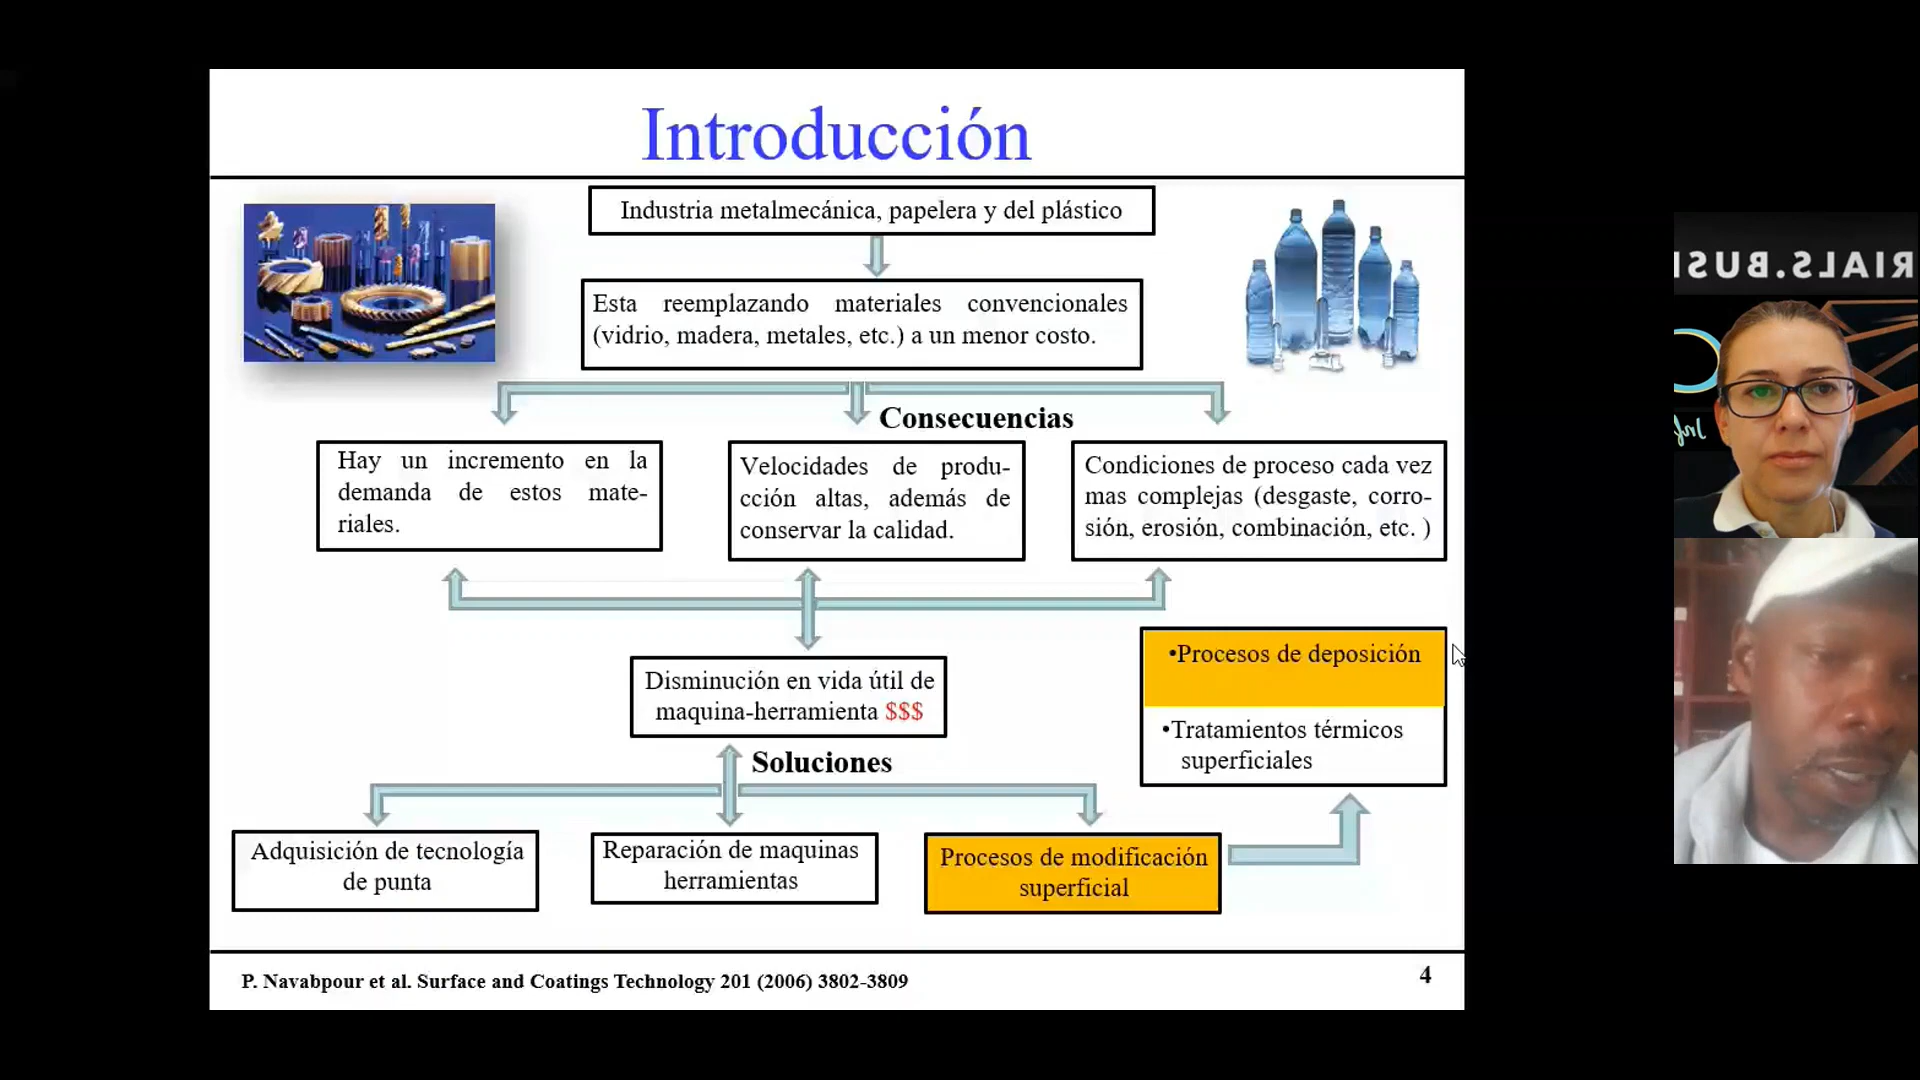 Introducción
Industria metalmecánica, papelera y del plástico
Esta reemplazando materiales convencionales
(vidrio, madera, metales, etc.) a un menor costo.
Consecuencias
Hay un incremento en la
demanda de estos mate-
riales.
Velocidades de produ-
cción altas, además de
conservar la calidad.
Condiciones de proceso cada vez
mas complejas (desgaste, corro-
sión, erosión, combinación, etc. )
Disminución en vida útil de
maquina-herramienta $$$
•Procesos de deposición
•Tratamientos térmicos
superficiales
Soluciones
Adquisición de tecnología
de punta
Reparación de maquinas
herramientas
Procesos de modificación
superficial
P. Navabpour et al. Surface and Coatings Technology 201 (2006) 3802-3809
4
RIALS.BUSI
Inf